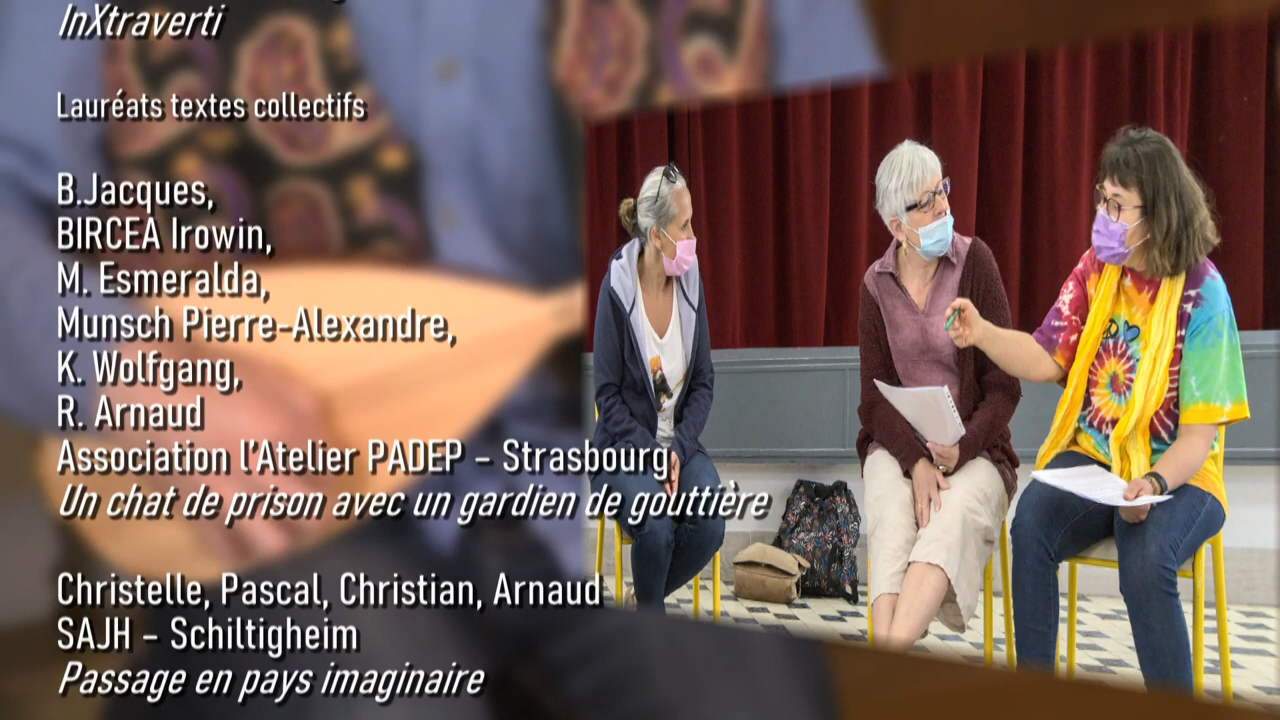 InXtraverti
Lauréats textes collectifs
B.Jacques,
BIRCEA Irowin,
M. Esmeralda,
Munsch Pierre-Alexandre,
K. Wolfgang,
R. Arnaud
Association l'Atelier PADEP – Strasbourg
Un chat de prison avec un gardien de gouttière
Christelle, Pascal, Christian, Arnaud
SAJH – Schiltigheim
Passage en pays imaginaire